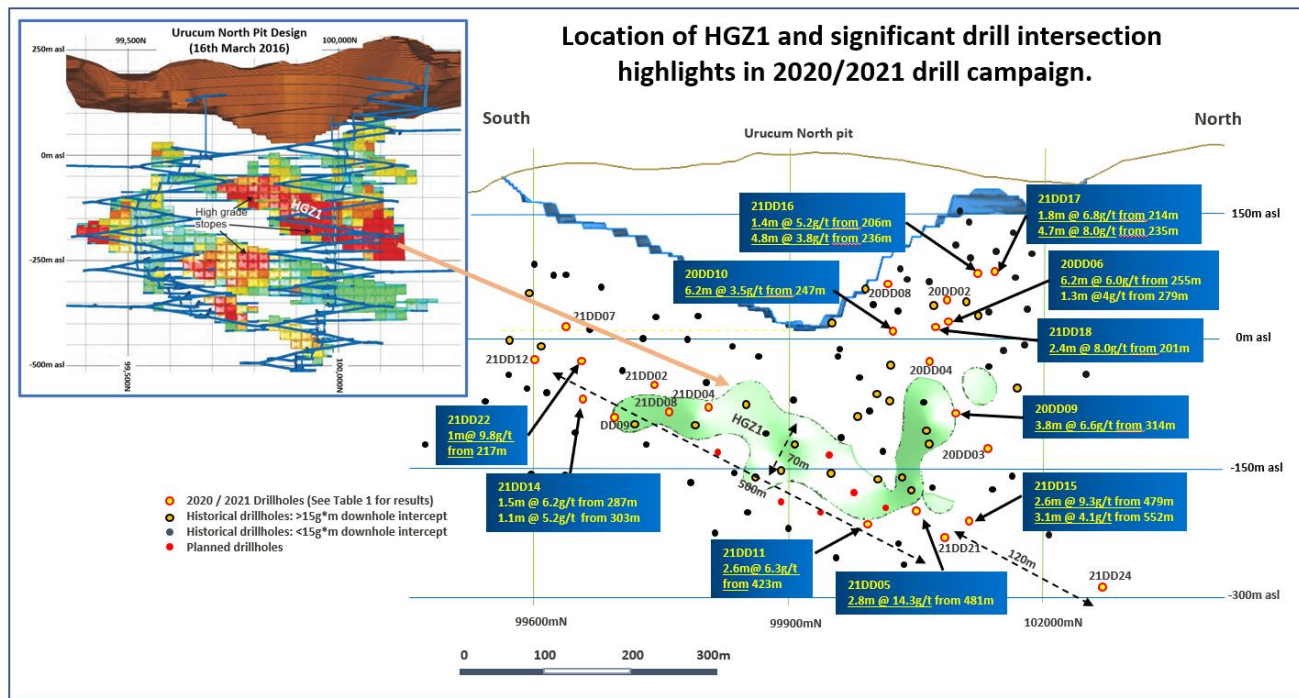 Urucum North Pit Design
(16th March 2016)
250m asl
99,500N
100,000N
0m asl
HGZ1
High grade
stopes
-250m asl
-500m asl
99,500N
100,000N
Location of HGZ1 and significant drill intersection
highlights in 2020/2021 drill campaign.
South
North
Urucum North pit
21DD16
1.4m @ 5.2g/t from 206m
4.8m @ 3.8g/t from 236m
21DD17
1.8m @ 6.8g/t from 214m
4.7m @ 8.0g/t from 235m
150m asl
20DD10
6.2m @ 3.5g/t from 247m
20DD06
6.2m @ 6.0g/t from 255m
1.3m @4g/t from 279m
20DD08
20DD02
21DD07
21DD18
2.4m @ 8.0g/t from 201m
0m asl
21DD12
20DD04
21DD02
21DD04
21DD08
DD09
HGZ1
20DD09
3.8m @ 6.6g/t from 314m
21DD22
1m@ 9.8g/t
from 217m
20DD03
70m
-150m asl
500m
21DD14
1.5m @ 6.2g/t from 287m
1.1m @ 5.2g/t from 303m
21DD15
2.6m @ 9.3g/t from 479m
3.1m @ 4.1g/t from 552m
2020 / 2021 Drillholes (See Table 1 for results)
Historical drillholes: >15g*m downhole intercept
Historical drillholes: <15g*m downhole intercept
Planned drillholes
21DD11
2.6m@ 6.3g/t
from 423m
21DD21
120m
21DD24
21DD05
2.8m @ 14.3g/t from 481m
-300m asl
99600mN
99900mN
102000mN
0
100
200
300m